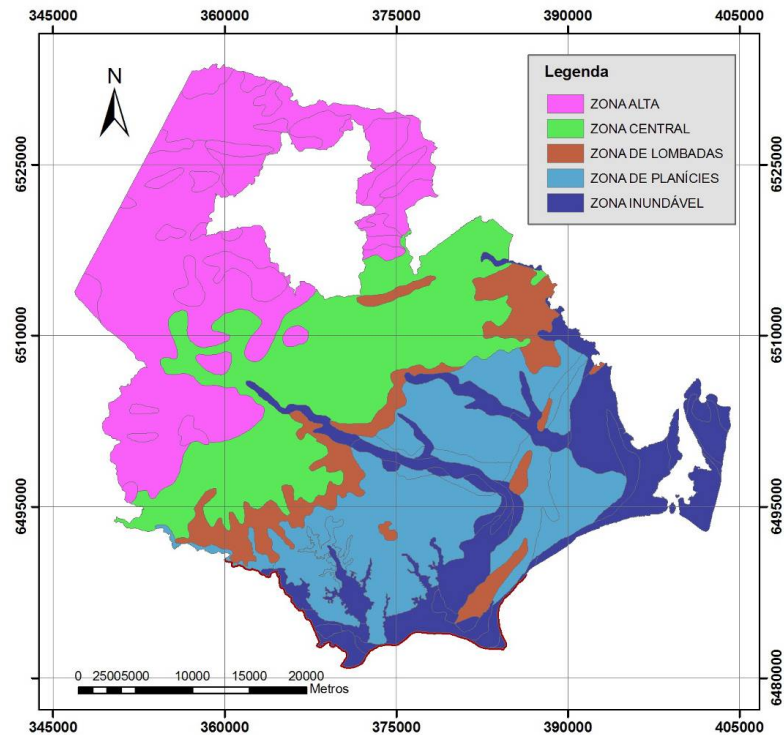 345000 360000 375000 390000 405000
N
Legenda
ZONA ALTA
ZONA CENTRAL
ZONA DE LOMBADAS
ZONA DE PLANÍCIES
ZONA INUNDÁVEL
6525000 6525000
6510000 6510000
6495000 6495000
6480000 6480000
0 25005000 10000 15000 20000
Metros
345000 360000 375000 390000 405000